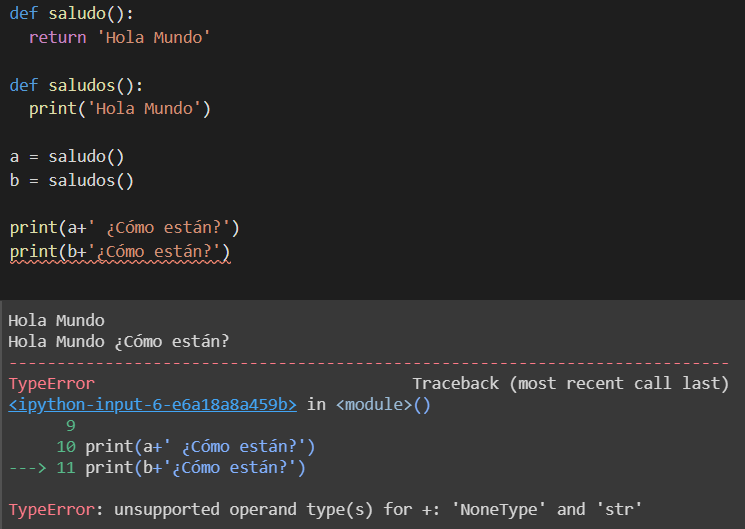 def saludo():
  return 'Hola Mundo'
def saludos():
  print('Hola Mundo')
a = saludo()
b = saludos()
print(a+' ¿Cómo están?')
print(b+'¿Cómo están?')
Hola Mundo
Hola Mundo ¿Cómo están?
---------------------------------------------------------------------------
TypeError                                 Traceback (most recent call last)
<ipython-input-6-e6a18a8a459b> in <module>()
      9
     10 print(a+' ¿Cómo están?')
---> 11 print(b+'¿Cómo están?')
TypeError: unsupported operand type(s) for +: 'NoneType' and 'str'